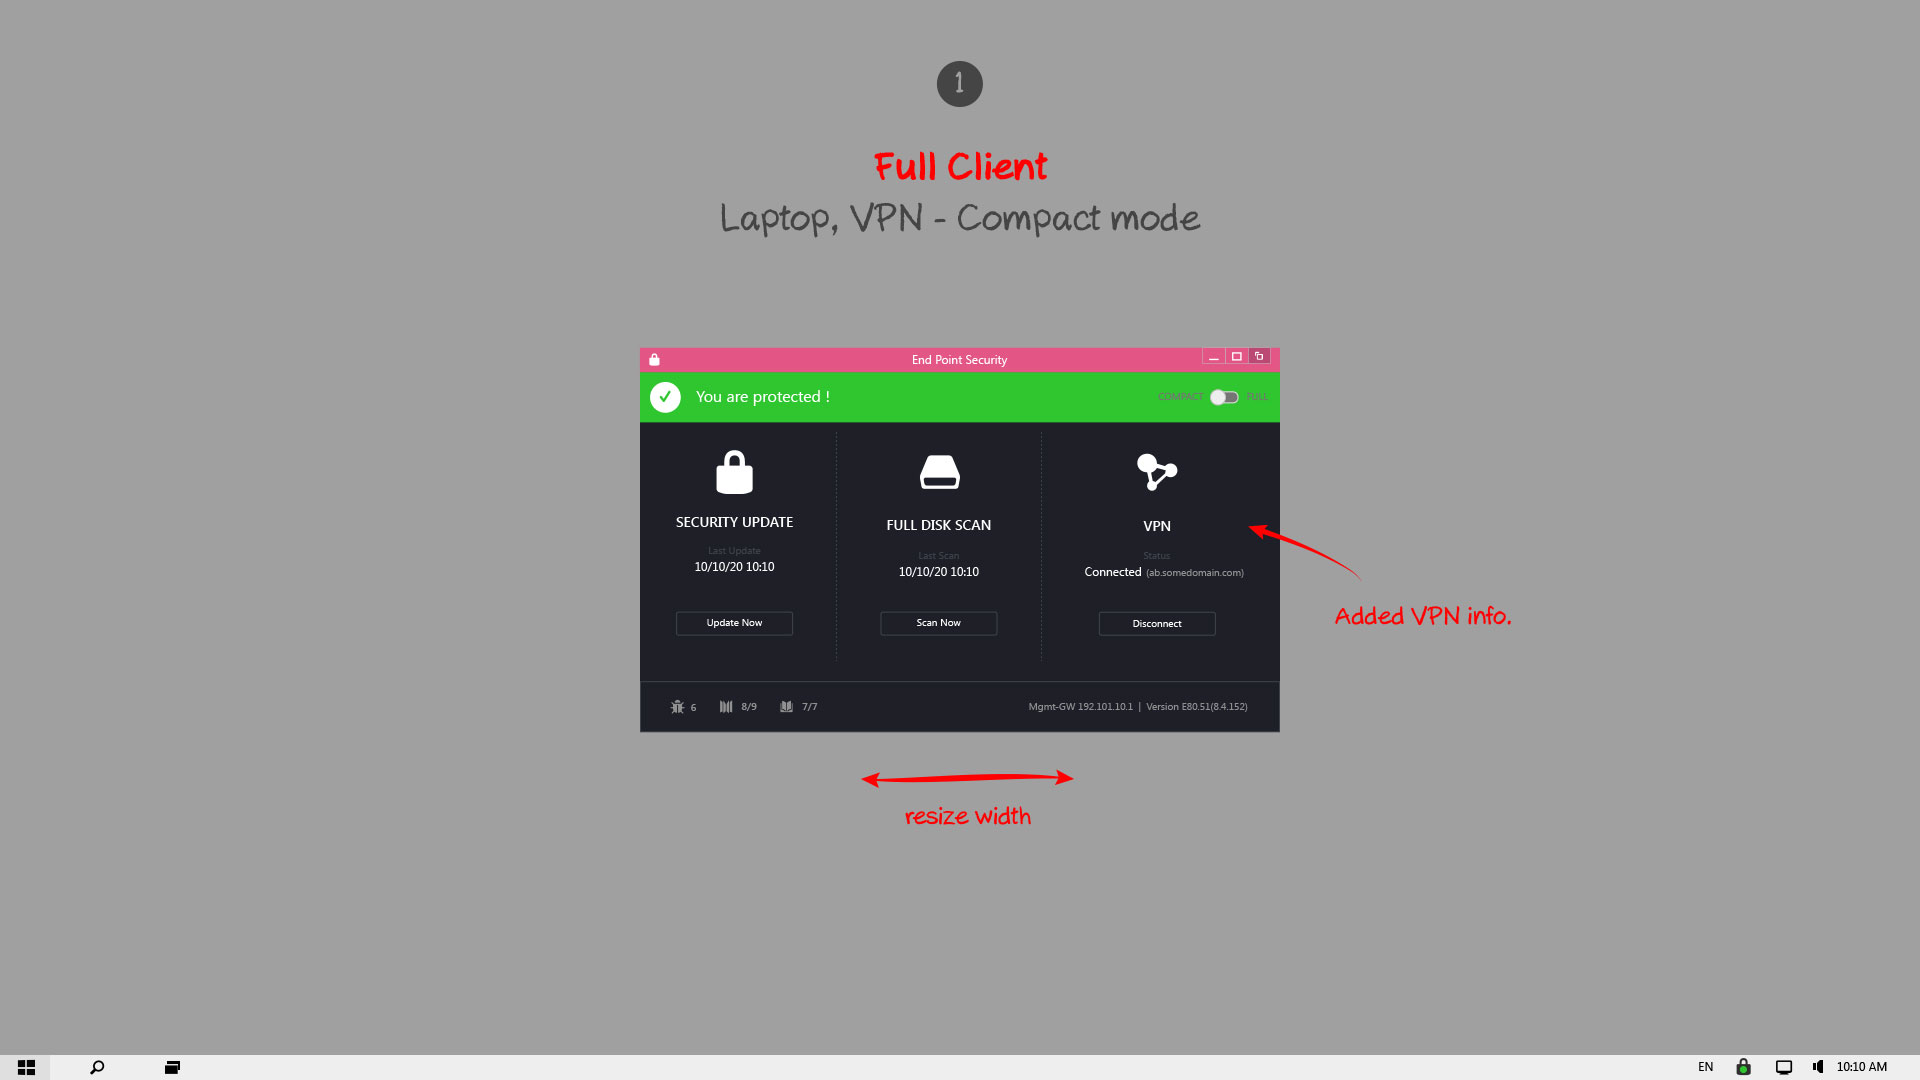 1
Full Client
Laptop, VPN - Compact mode
End Point Security
You are protected !
COMPACT FULL
SECURITY UPDATE
Last Update
10/10/20 10:10
Update Now
FULL DISK SCAN
Last Scan
10/10/20 10:10
Scan Now
VPN
Status
Connected (ab.somedomain.com)
Disconnect
Added VPN info.
6 8/9 7/7
Mgmt-GW 192.101.10.1 | Version E80.51(8.4.152)
resize width
EN 10:10 AM